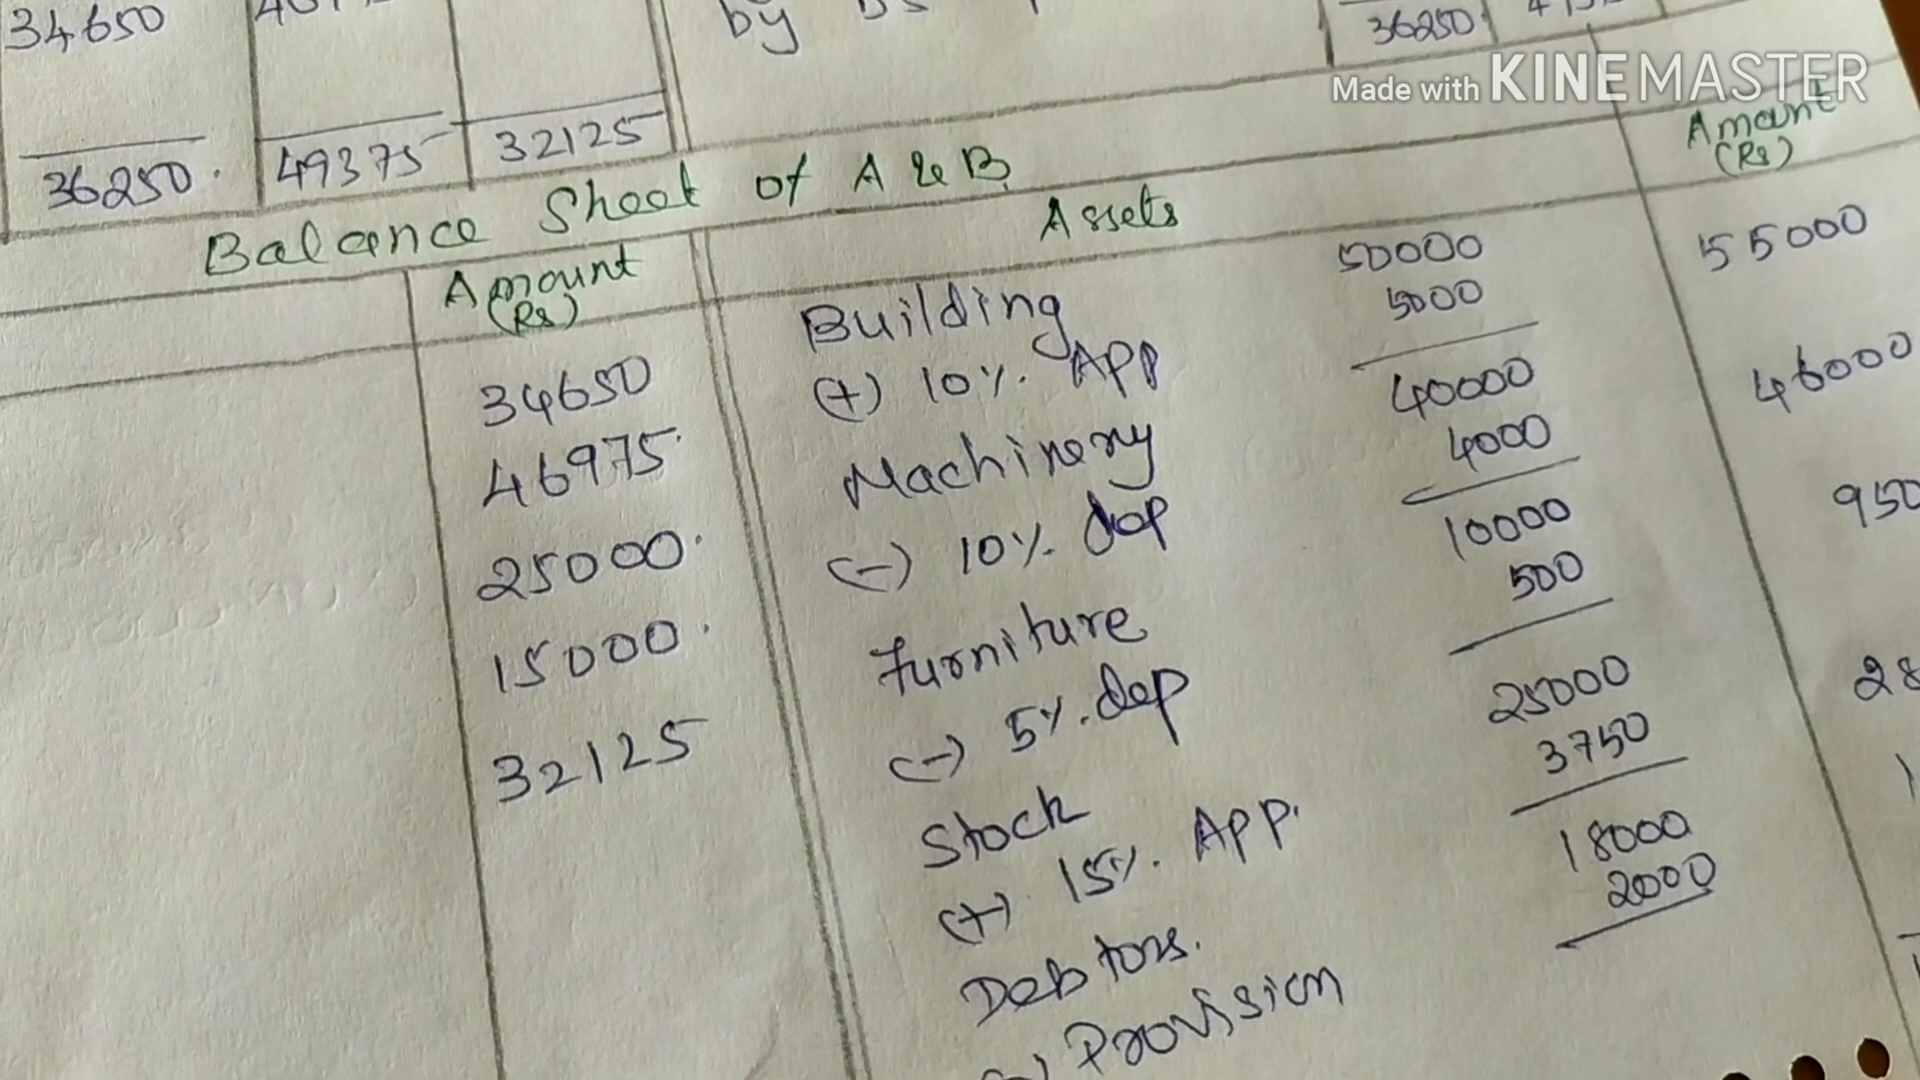 34650
by
36250
Made with KINEMASTER
36250. 49375 32125
Balance Sheet of A & B
Amount
(Rs)
Assets
Amount
(Rs)
34650
46975
25000.
15000.
32125
Building 50000 55000
(+) 10%. App 5000
Machinery 40000 46000
(-) 10%. dep 4000
Furniture 10000
(-) 5%. dep 500
Stock 25000
(+) 15%. App. 3750
Debtors. 18000
Provision 2000